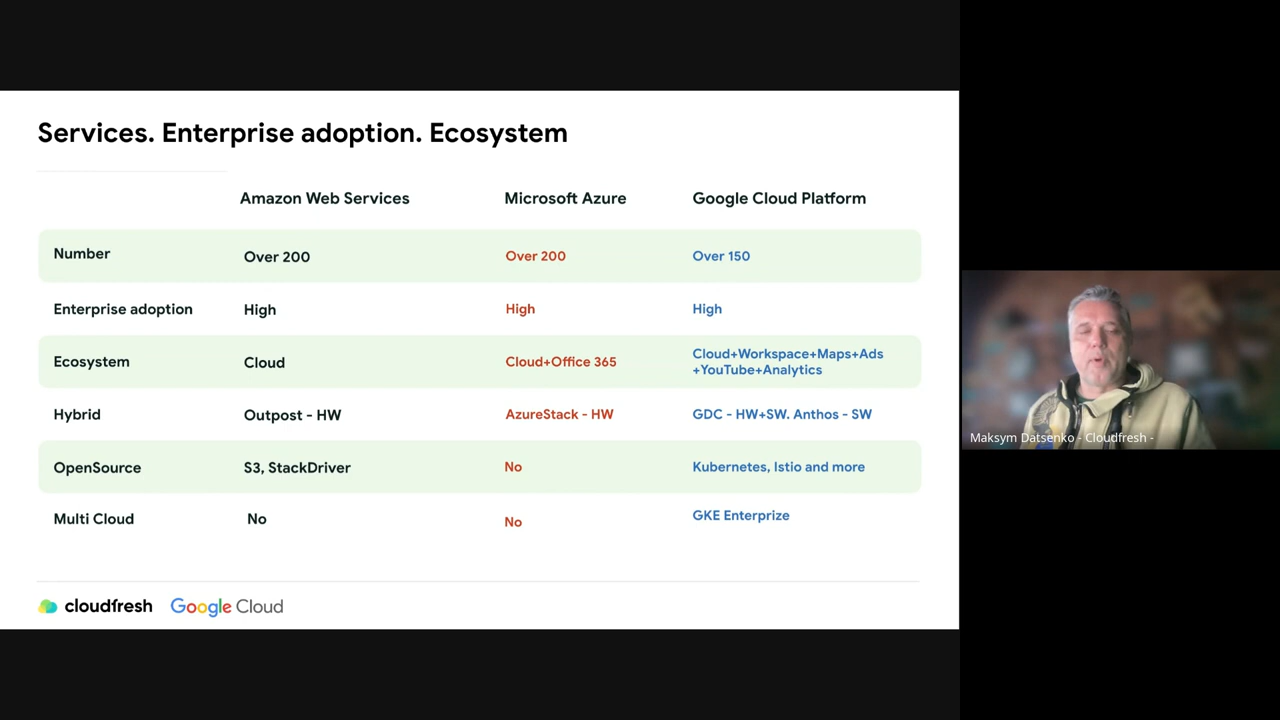 Services. Enterprise adoption. Ecosystem
Amazon Web Services Microsoft Azure Google Cloud Platform
Number Over 200 Over 200 Over 150
Enterprise adoption High High High
Ecosystem Cloud Cloud+Office 365 Cloud+Workspace+Maps+Ads
+YouTube+Analytics
Hybrid Outpost - HW AzureStack - HW GDC - HW+SW. Anthos - SW
OpenSource S3, StackDriver No Kubernetes, Istio and more
Multi Cloud No No GKE Enterprize
cloudfresh Google Cloud
Maksym Datsenko - Cloudfresh -